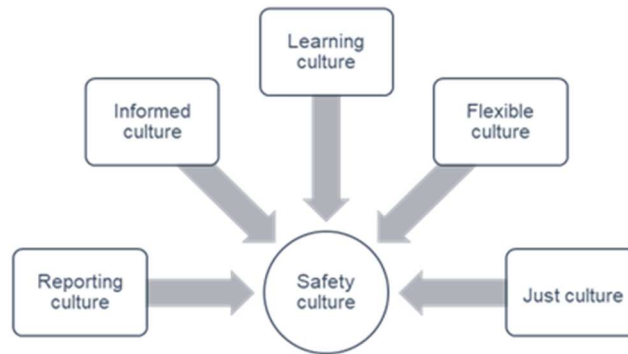 Learning
culture
Informed
culture
Flexible
culture
Reporting
culture
Safety
culture
Just culture